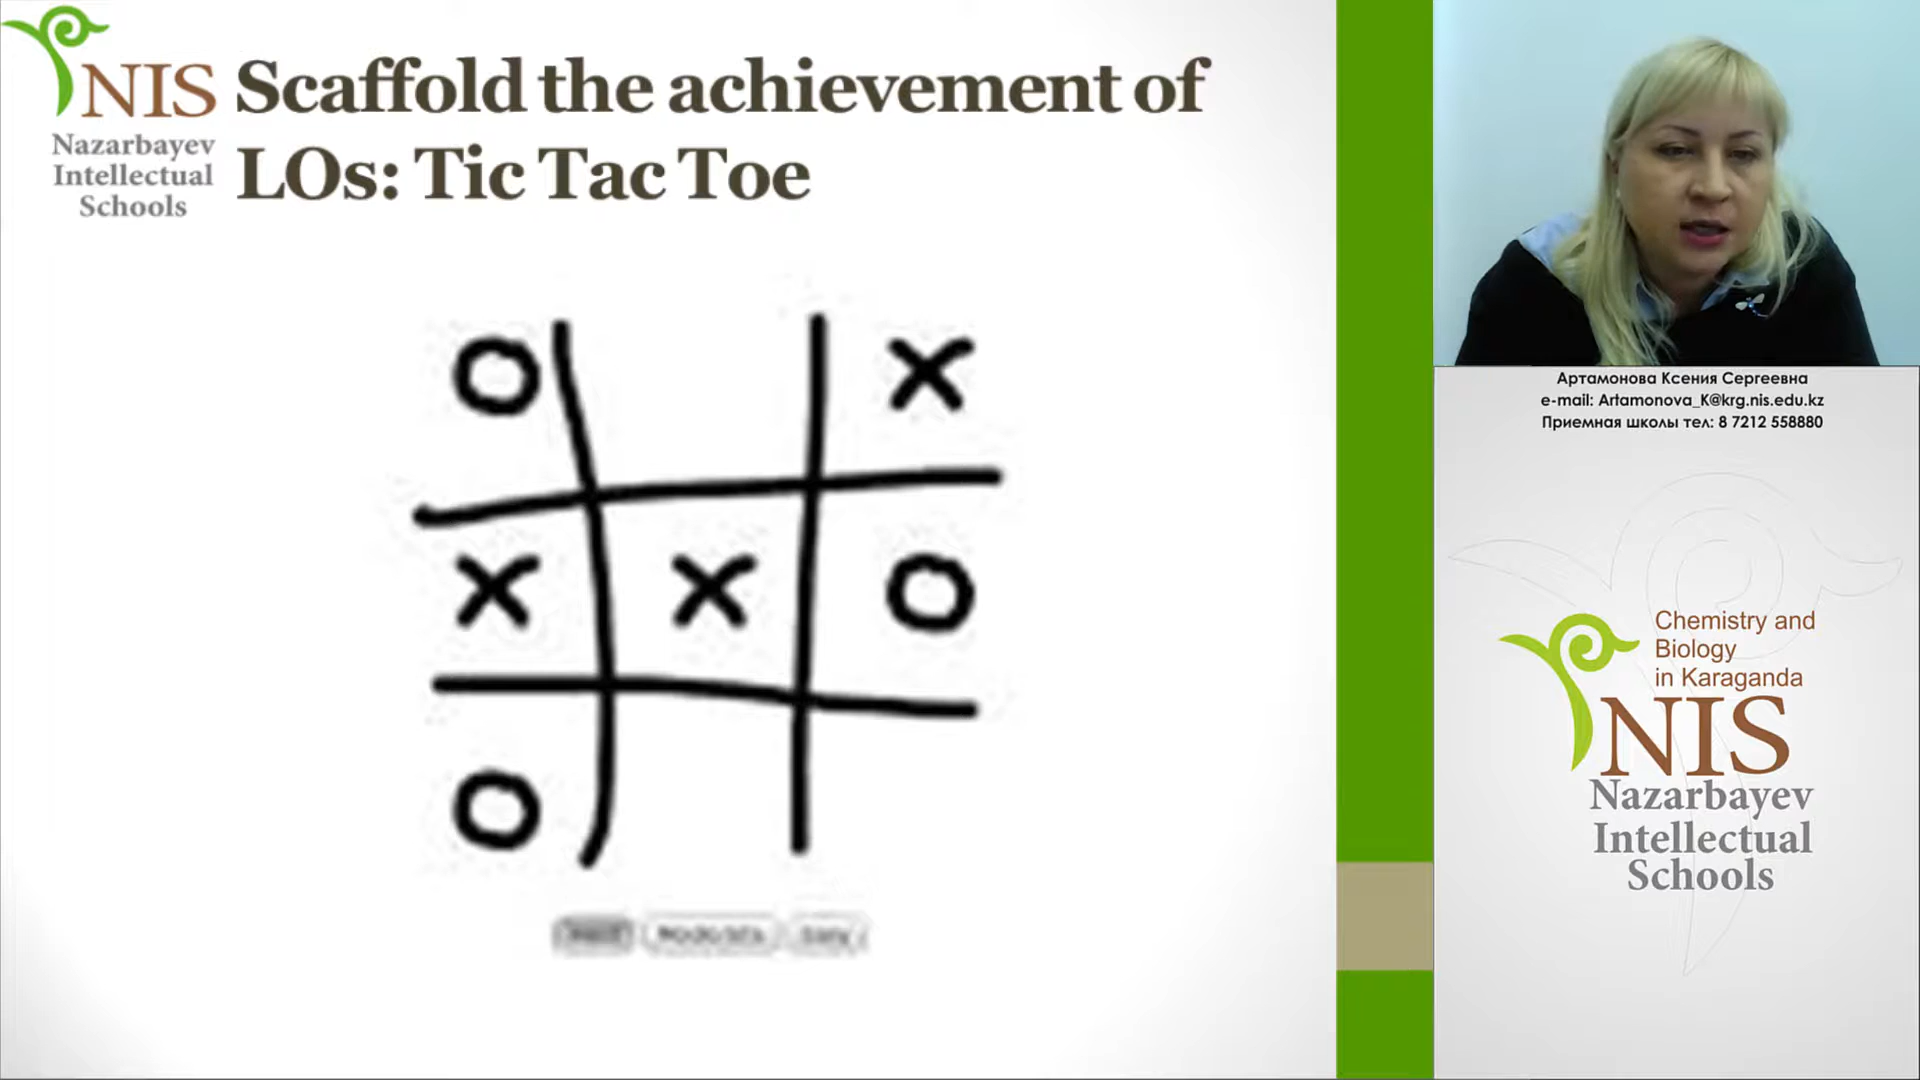 NIS
Nazarbayev
Intellectual
Schools
Scaffold the achievement of
LOs: Tic Tac Toe
O X
X X O
O
Артамонова Ксения Сергеевна
e-mail: Artamonova_K@krg.nis.edu.kz
Приемная школы тел: 8 7212 558880
Chemistry and
Biology
in Karaganda
NIS
Nazarbayev
Intellectual
Schools